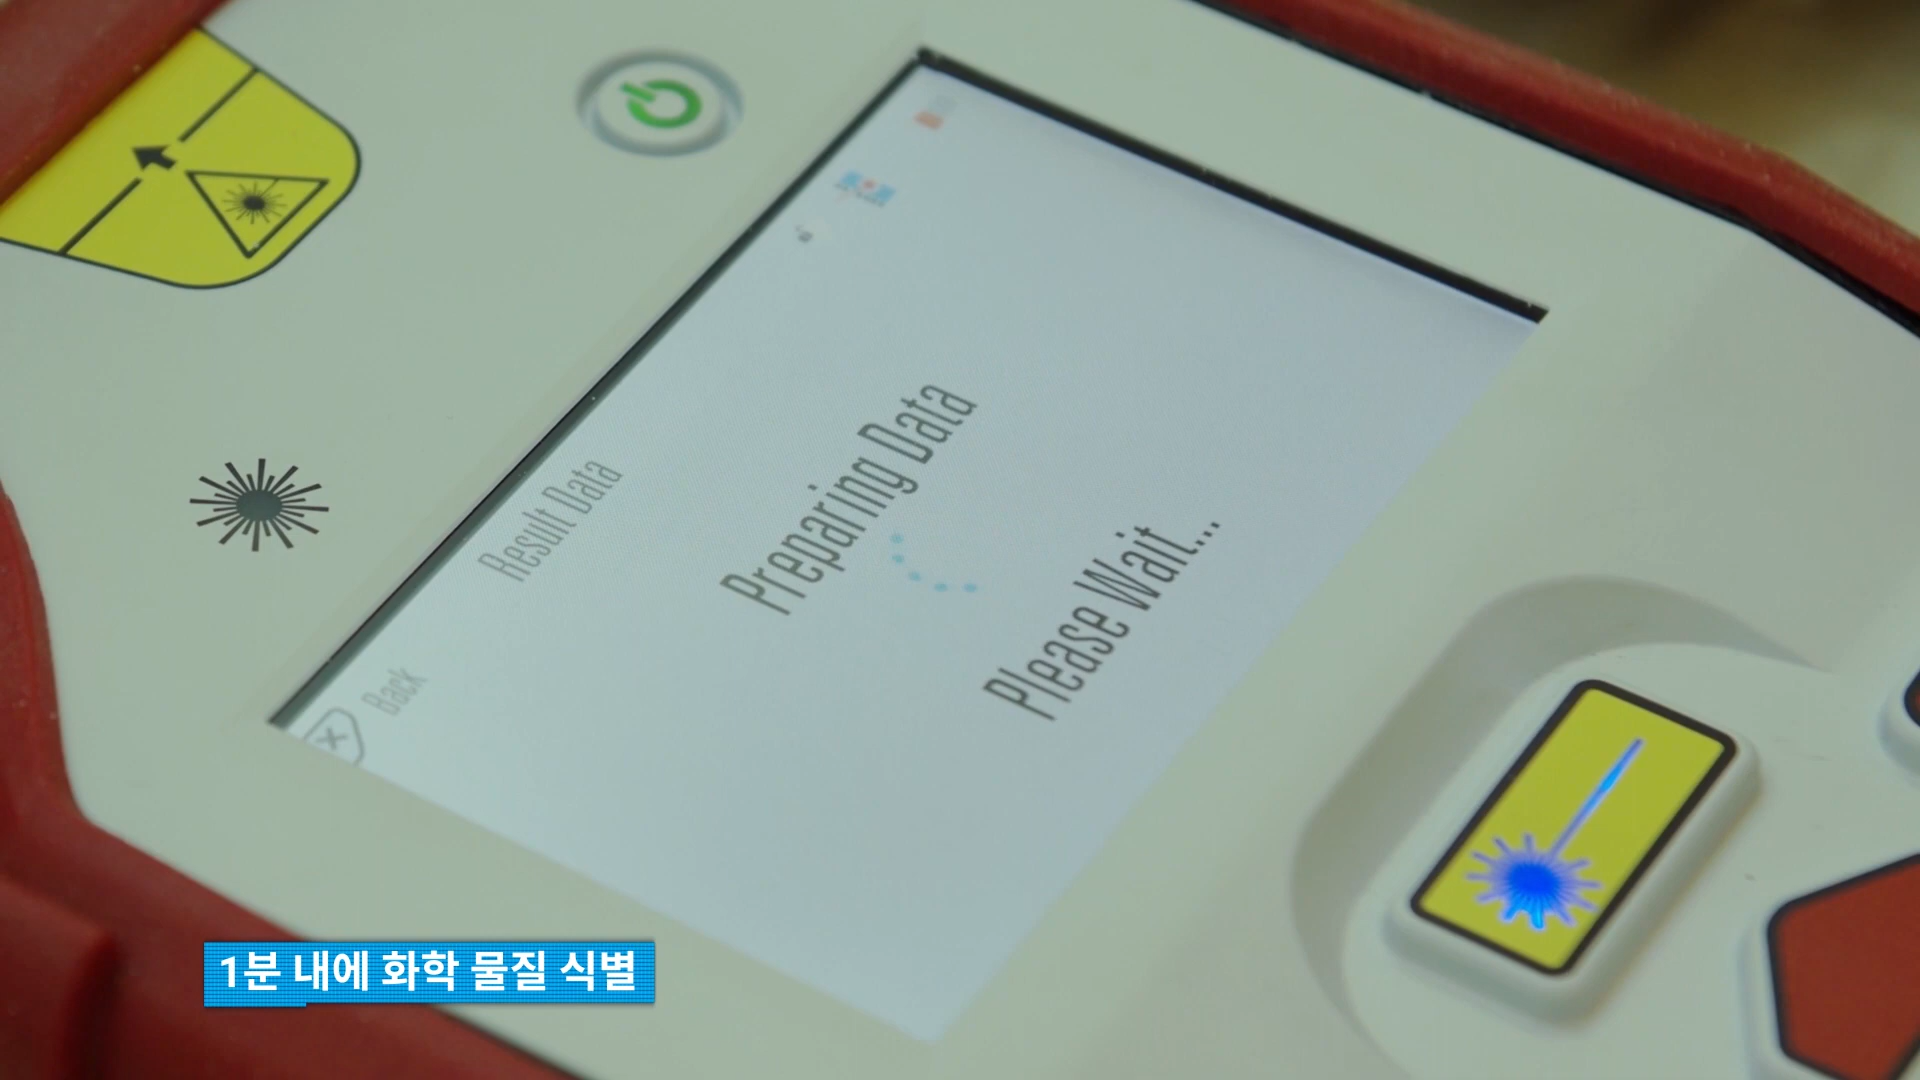 Result Data
Back
Preparing Data
Please Wait...
1분 내에 화학 물질 식별